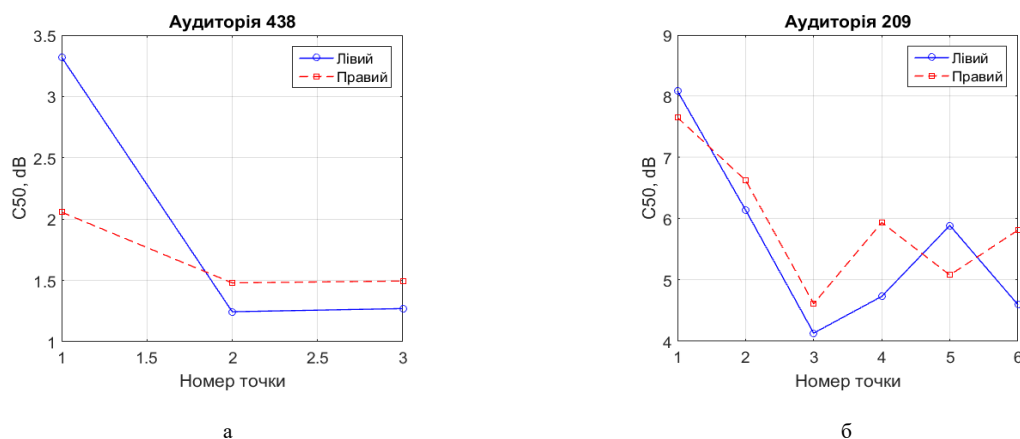 Аудиторія 438
3.5
3
2.5
2
1.5
1
C50, dB
1
1.5
2
2.5
3
Номер точки
Лівий
Правий
а
Аудиторія 209
9
8
7
6
5
4
C50, dB
1
2
3
4
5
6
Номер точки
Лівий
Правий
б